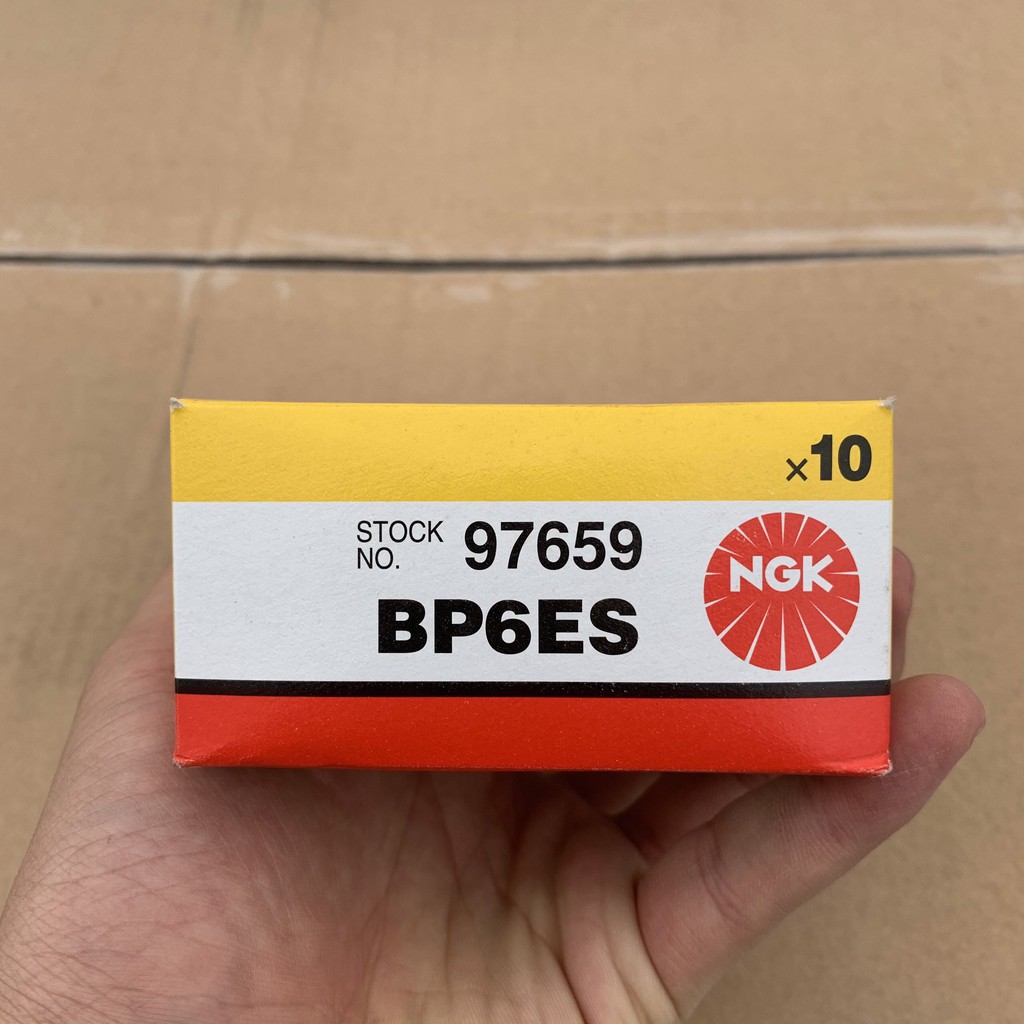 ×10
STOCK NO. 97659
BP6ES
NGK